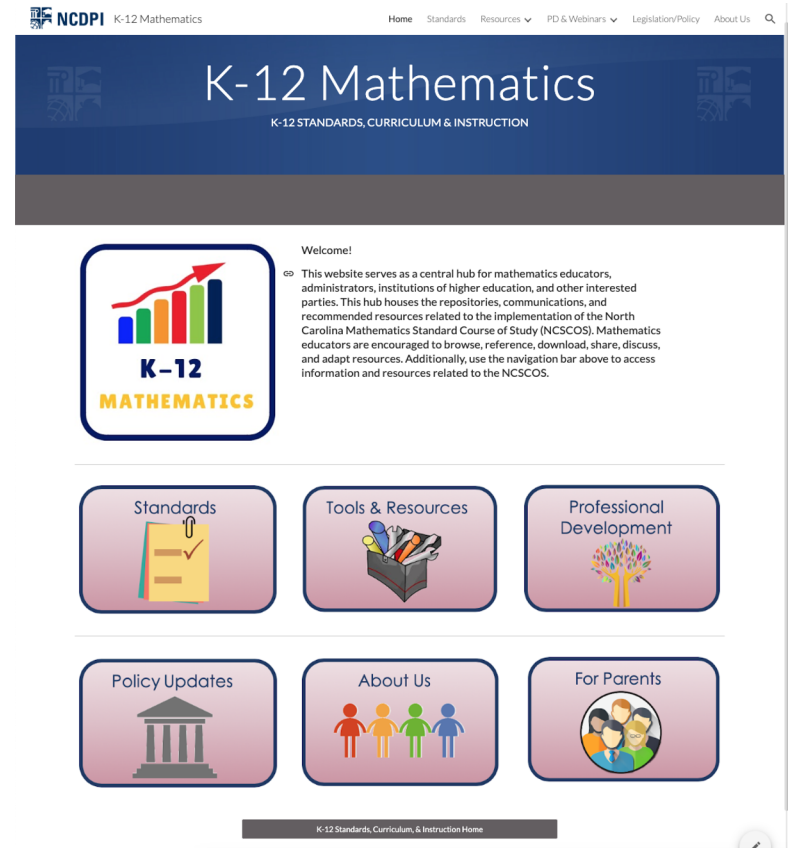 NCDPI K-12 Mathematics
Home Standards Resources PD & Webinars Legislation/Policy About Us
K-12 Mathematics
K-12 STANDARDS, CURRICULUM & INSTRUCTION
K-12
MATHEMATICS
Welcome!
This website serves as a central hub for mathematics educators,
administrators, institutions of higher education, and other interested
parties. This hub houses the repositories, communications, and
recommended resources related to the implementation of the North
Carolina Mathematics Standard Course of Study (NCSCOS). Mathematics
educators are encouraged to browse, reference, download, share, discuss,
and adapt resources. Additionally, use the navigation bar above to access
information and resources related to the NCSCOS.
Standards
Tools & Resources
Professional
Development
Policy Updates
About Us
For Parents
K-12 Standards, Curriculum, & Instruction Home